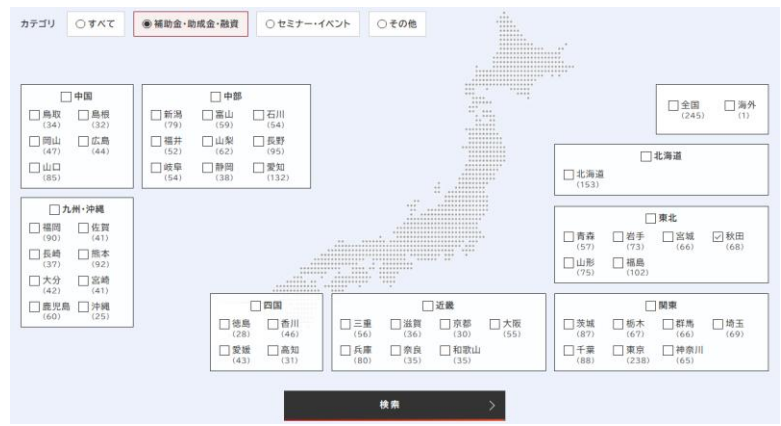 カテゴリ すべて 補助金・助成金・融資 セミナー・イベント その他
中国
鳥取 島根
(34) (32)
岡山 広島
(47) (44)
山口
(85)
中部
新潟 富山 石川
(79) (59) (54)
福井 山梨 長野
(52) (62) (95)
岐阜 静岡 愛知
(54) (38) (132)
全国 海外
(245) (1)
北海道
北海道
(153)
九州・沖縄
福岡 佐賀
(90) (41)
長崎 熊本
(37) (92)
大分 宮崎
(42) (41)
鹿児島 沖縄
(60) (25)
東北
青森 岩手 宮城 秋田
(57) (73) (66) (68)
山形 福島
(75) (102)
四国
徳島 香川
(28) (46)
愛媛 高知
(43) (31)
近畿
三重 滋賀 京都 大阪
(56) (36) (30) (55)
兵庫 奈良 和歌山
(80) (35) (35)
関東
茨城 栃木 群馬 埼玉
(87) (67) (66) (69)
千葉 東京 神奈川
(88) (238) (65)
検索